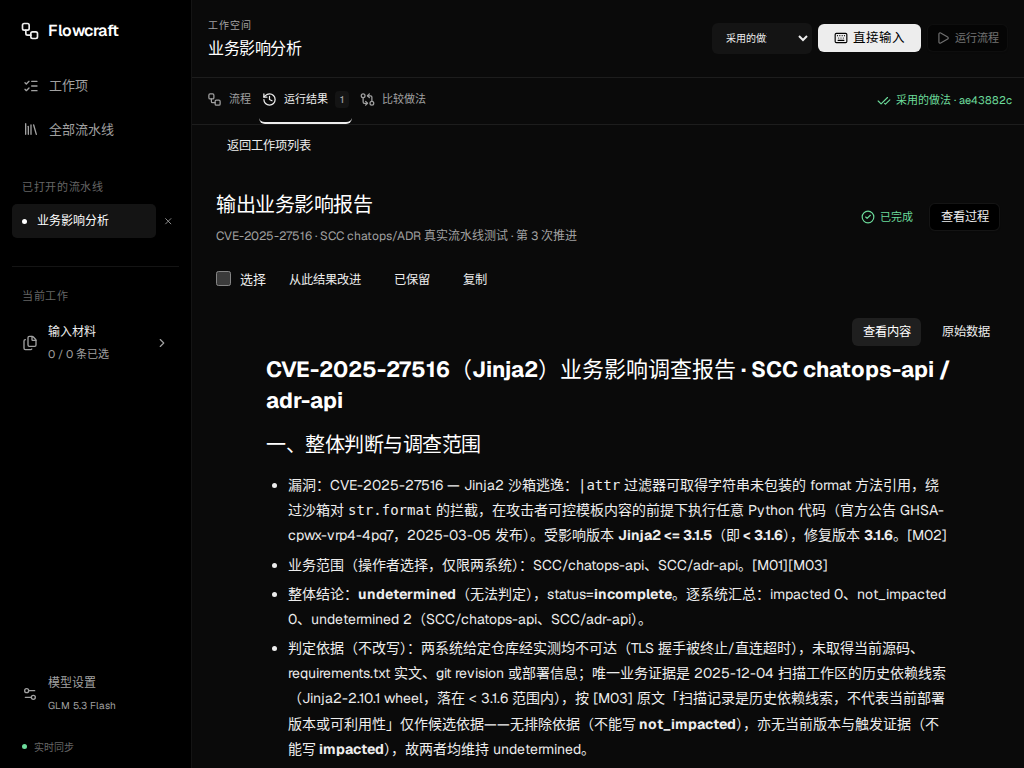 Flowcraft
工作项
全部流水线
已打开的流水线
业务影响分析
当前工作
输入材料
0 / 0 条已选
模型设置
GLM 5.3 Flash
实时同步
工作空间
业务影响分析
采用的做
直接输入
运行流程
流程
运行结果 1
比较做法
采用的做法 · ae43882c
返回工作项列表
输出业务影响报告
CVE-2025-27516 · SCC chatops/ADR 真实流水线测试 · 第 3 次推进
已完成
查看过程
选择
从此结果改进
已保留
复制
查看内容
原始数据
CVE-2025-27516（Jinja2）业务影响调查报告 · SCC chatops-api /
adr-api
一、整体判断与调查范围
漏洞：CVE-2025-27516 — Jinja2 沙箱逃逸：|attr 过滤器可取得字符串未包装的 format 方法引用，绕
过沙箱对 str.format 的拦截，在攻击者可控模板内容的前提下执行任意 Python 代码（官方公告 GHSA-
cpwx-vrp4-4pq7，2025-03-05 发布）。受影响版本 Jinja2 <= 3.1.5（即 < 3.1.6），修复版本 3.1.6。[M02]
业务范围（操作者选择，仅限两系统）：SCC/chatops-api、SCC/adr-api。[M01][M03]
整体结论：undetermined（无法判定），status=incomplete。逐系统汇总：impacted 0、not_impacted
0、undetermined 2（SCC/chatops-api、SCC/adr-api）。
判定依据（不改写）：两系统给定仓库经实测均不可达（TLS 握手被终止/直连超时），未取得当前源码、
requirements.txt 实文、git revision 或部署信息；唯一业务证据是 2025-12-04 扫描工作区的历史依赖线索
（Jinja2-2.10.1 wheel，落在 < 3.1.6 范围内），按 [M03] 原文「扫描记录是历史依赖线索，不代表当前部署
版本或可利用性」仅作候选依据——无排除依据（不能写 not_impacted），亦无当前版本与触发证据（不
能写 impacted），故两者均维持 undetermined。